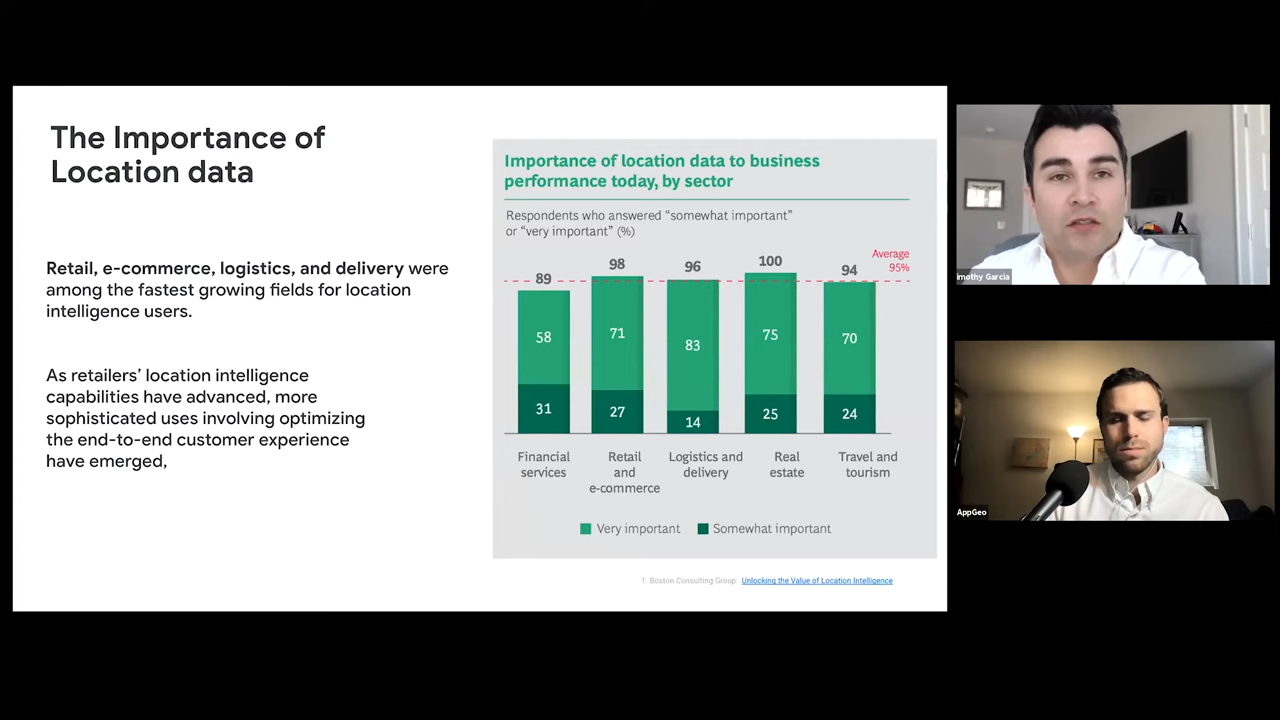 The Importance of
Location data
Retail, e-commerce, logistics, and delivery were
among the fastest growing fields for location
intelligence users.
As retailers’ location intelligence
capabilities have advanced, more
sophisticated uses involving optimizing
the end-to-end customer experience
have emerged,
Importance of location data to business
performance today, by sector
Respondents who answered “somewhat important”
or “very important” (%)
Average
95%
89 98 96 100 94
58 71 83 75 70
31 27 14 25 24
Financial
services
Retail
and
e-commerce
Logistics and
delivery
Real
estate
Travel and
tourism
Very important
Somewhat important
1. Boston Consulting Group: Unlocking the Value of Location Intelligence
imothy Garcia
AppGeo